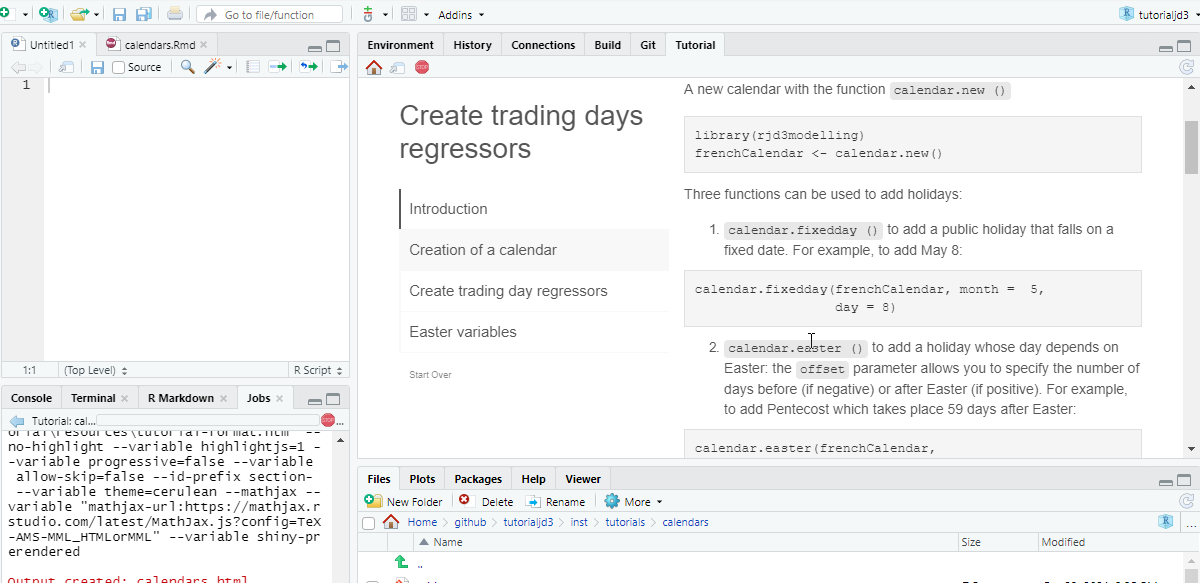 Go to file/function
Addins
tutorialjd3
Untitled1
calendars.Rmd
Source
1
1:1
(Top Level)
R Script
Console
Terminal
R Markdown
Jobs
Tutorial: cal...
STOP
...
orial\resources\tutorial-format.htm" --
no-highlight --variable highlightjs=1 -
-variable progressive=false --variable
allow-skip=false --id-prefix section-
--variable theme=cerulean --mathjax --
variable "mathjax-url:https://mathjax.r
studio.com/latest/MathJax.js?config=TeX
-AMS-MML_HTMLorMML" --variable shiny-pr
erendered
Output created: calendars.html
Environment
History
Connections
Build
Git
Tutorial
STOP
Create trading days
regressors
Introduction
Creation of a calendar
Create trading day regressors
Easter variables
Start Over
A new calendar with the function calendar.new ()
library(rjd3modelling)
frenchCalendar <- calendar.new()
Three functions can be used to add holidays:
1. calendar.fixedday () to add a public holiday that falls on a
fixed date. For example, to add May 8:
calendar.fixedday(frenchCalendar, month =  5,
day = 8)
2. calendar.easter () to add a holiday whose day depends on
Easter: the offset parameter allows you to specify the number of
days before (if negative) or after Easter (if positive). For example,
to add Pentecost which takes place 59 days after Easter:
calendar.easter(frenchCalendar,
Files
Plots
Packages
Help
Viewer
New Folder
Delete
Rename
More
Home
github
tutorialjd3
inst
tutorials
calendars
...
Name
Size
Modified
..